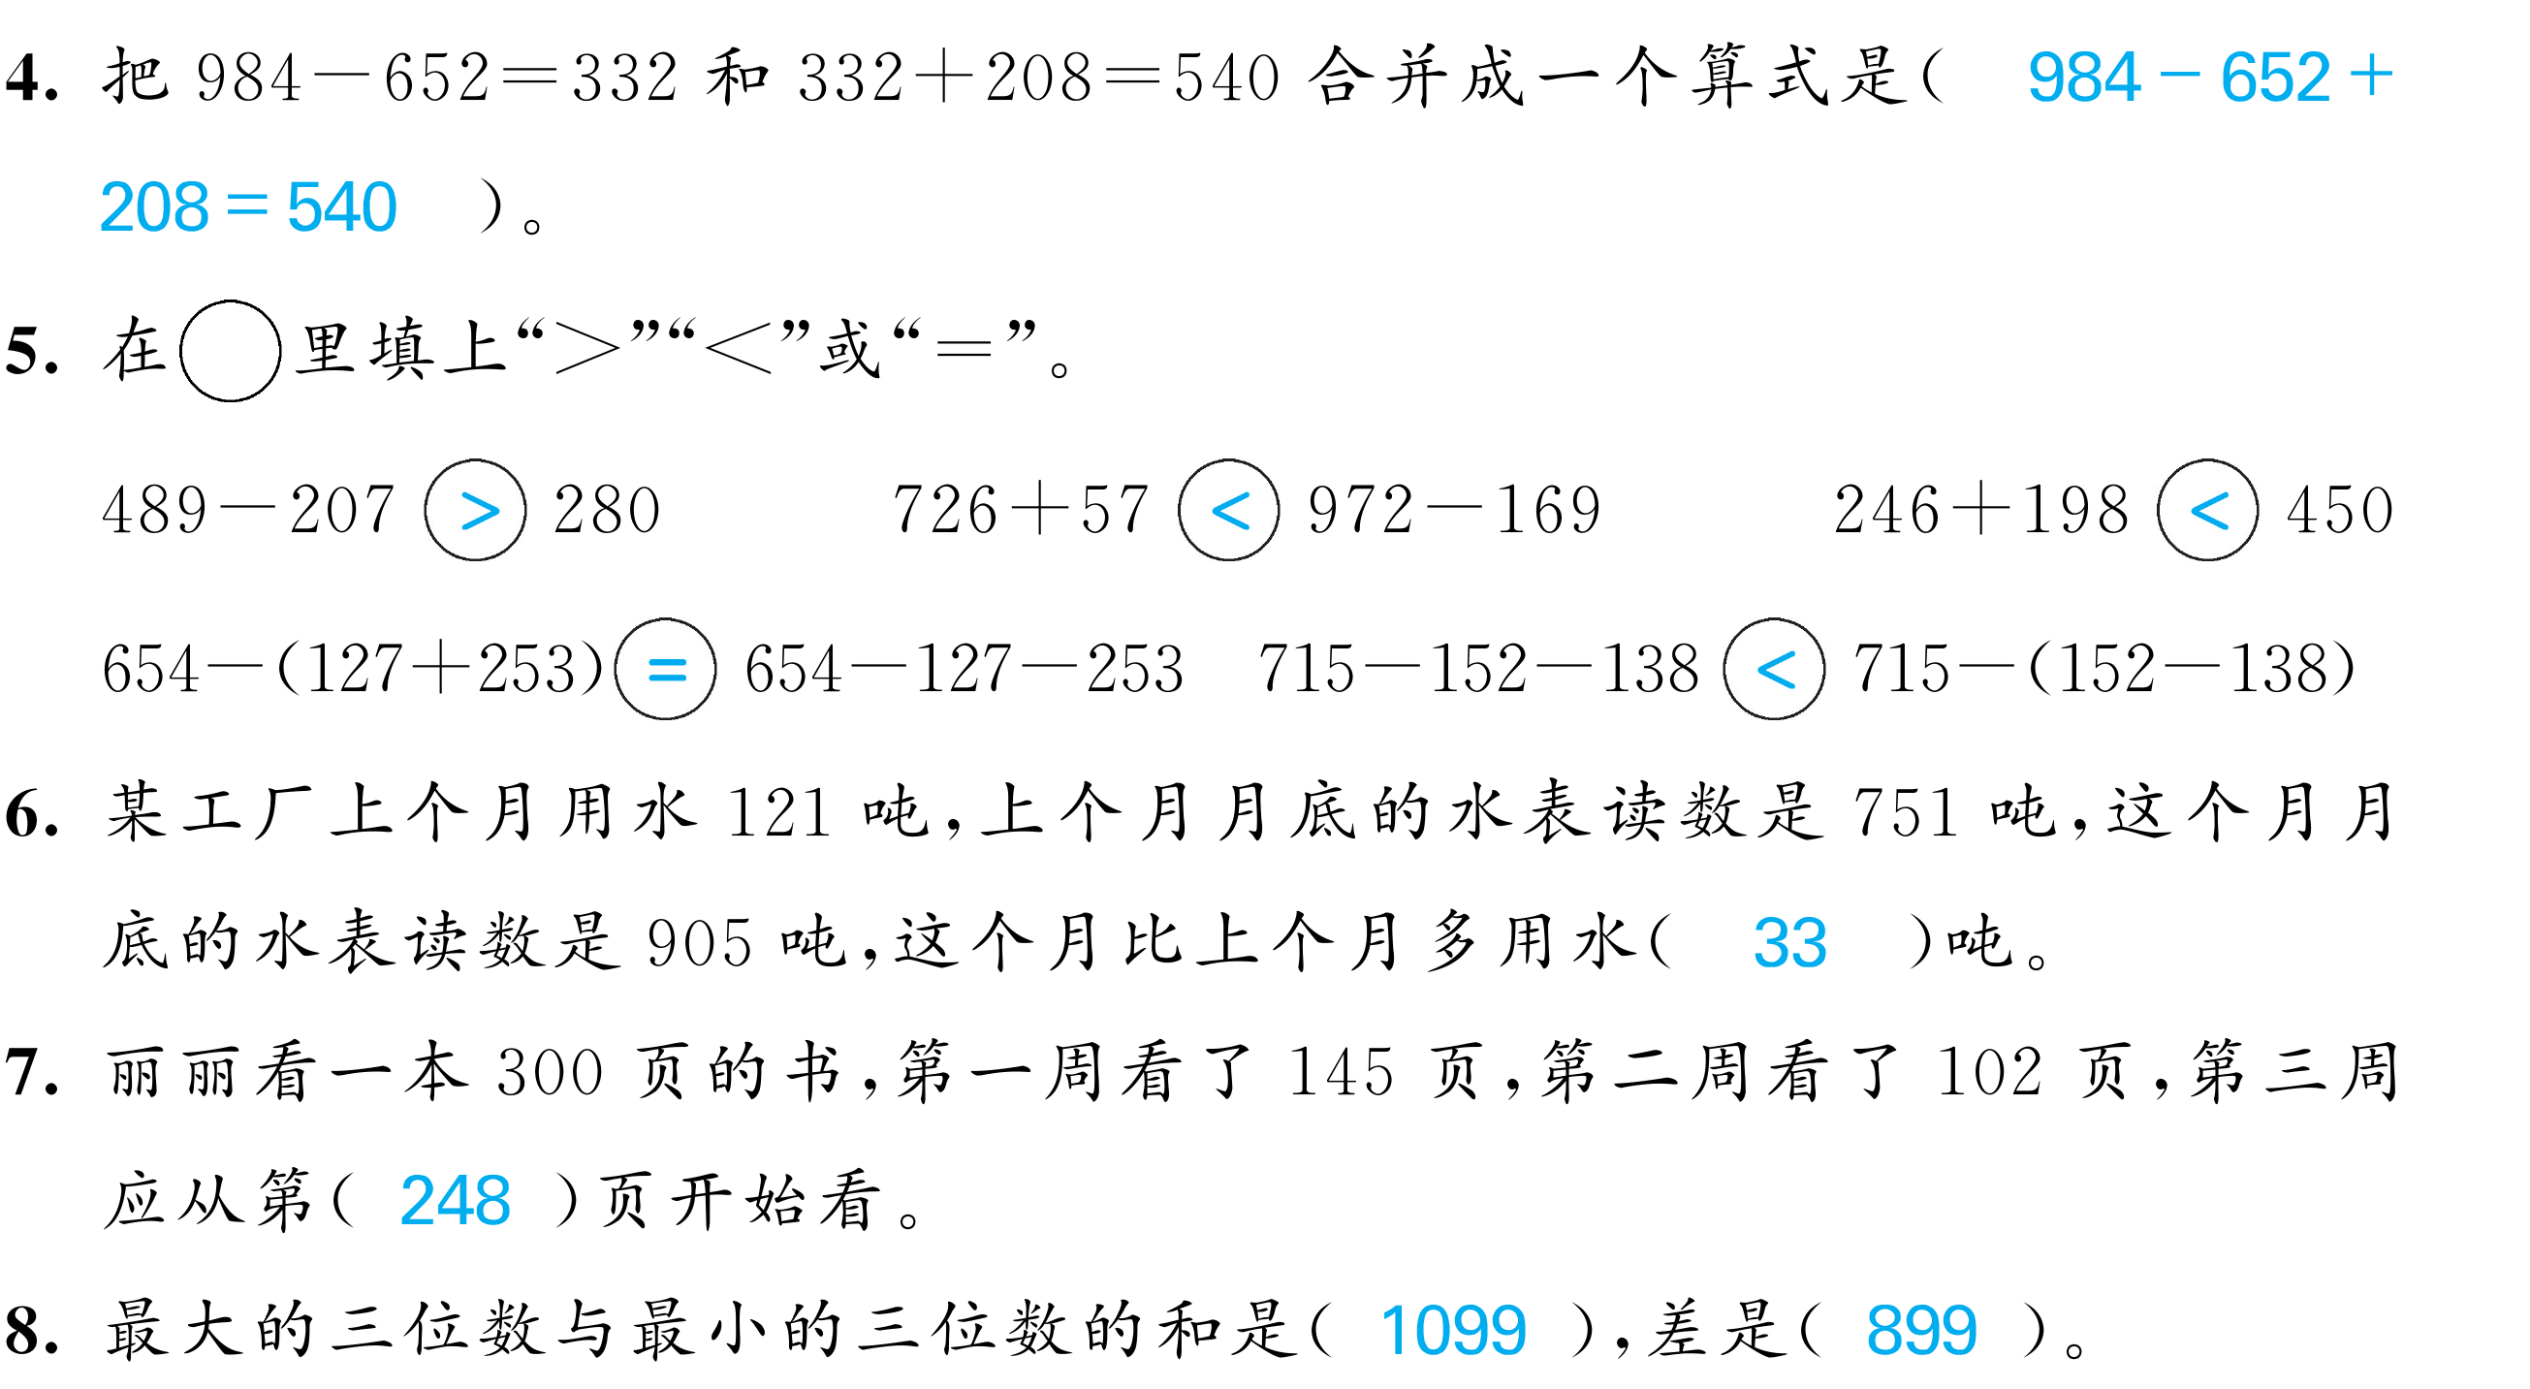 4. 把 984－652＝332 和 332＋208＝540 合并成一个算式是( 984－652＋
208＝540 )。
5. 在○里填上“＞”“＜”或“＝”。
489－207 > 280 726＋57 < 972－169 246＋198 < 450
654－(127＋253) = 654－127－253 715－152－138 < 715－(152－138)
6. 某工厂上个月用水 121 吨,上个月月底的水表读数是 751 吨,这个月月
底的水表读数是 905 吨,这个月比上个月多用水( 33 )吨。
7. 丽丽看一本 300 页的书,第一周看了 145 页,第二周看了 102 页,第三周
应从第( 248 )页开始看。
8. 最大的三位数与最小的三位数的和是( 1099 ),差是( 899 )。